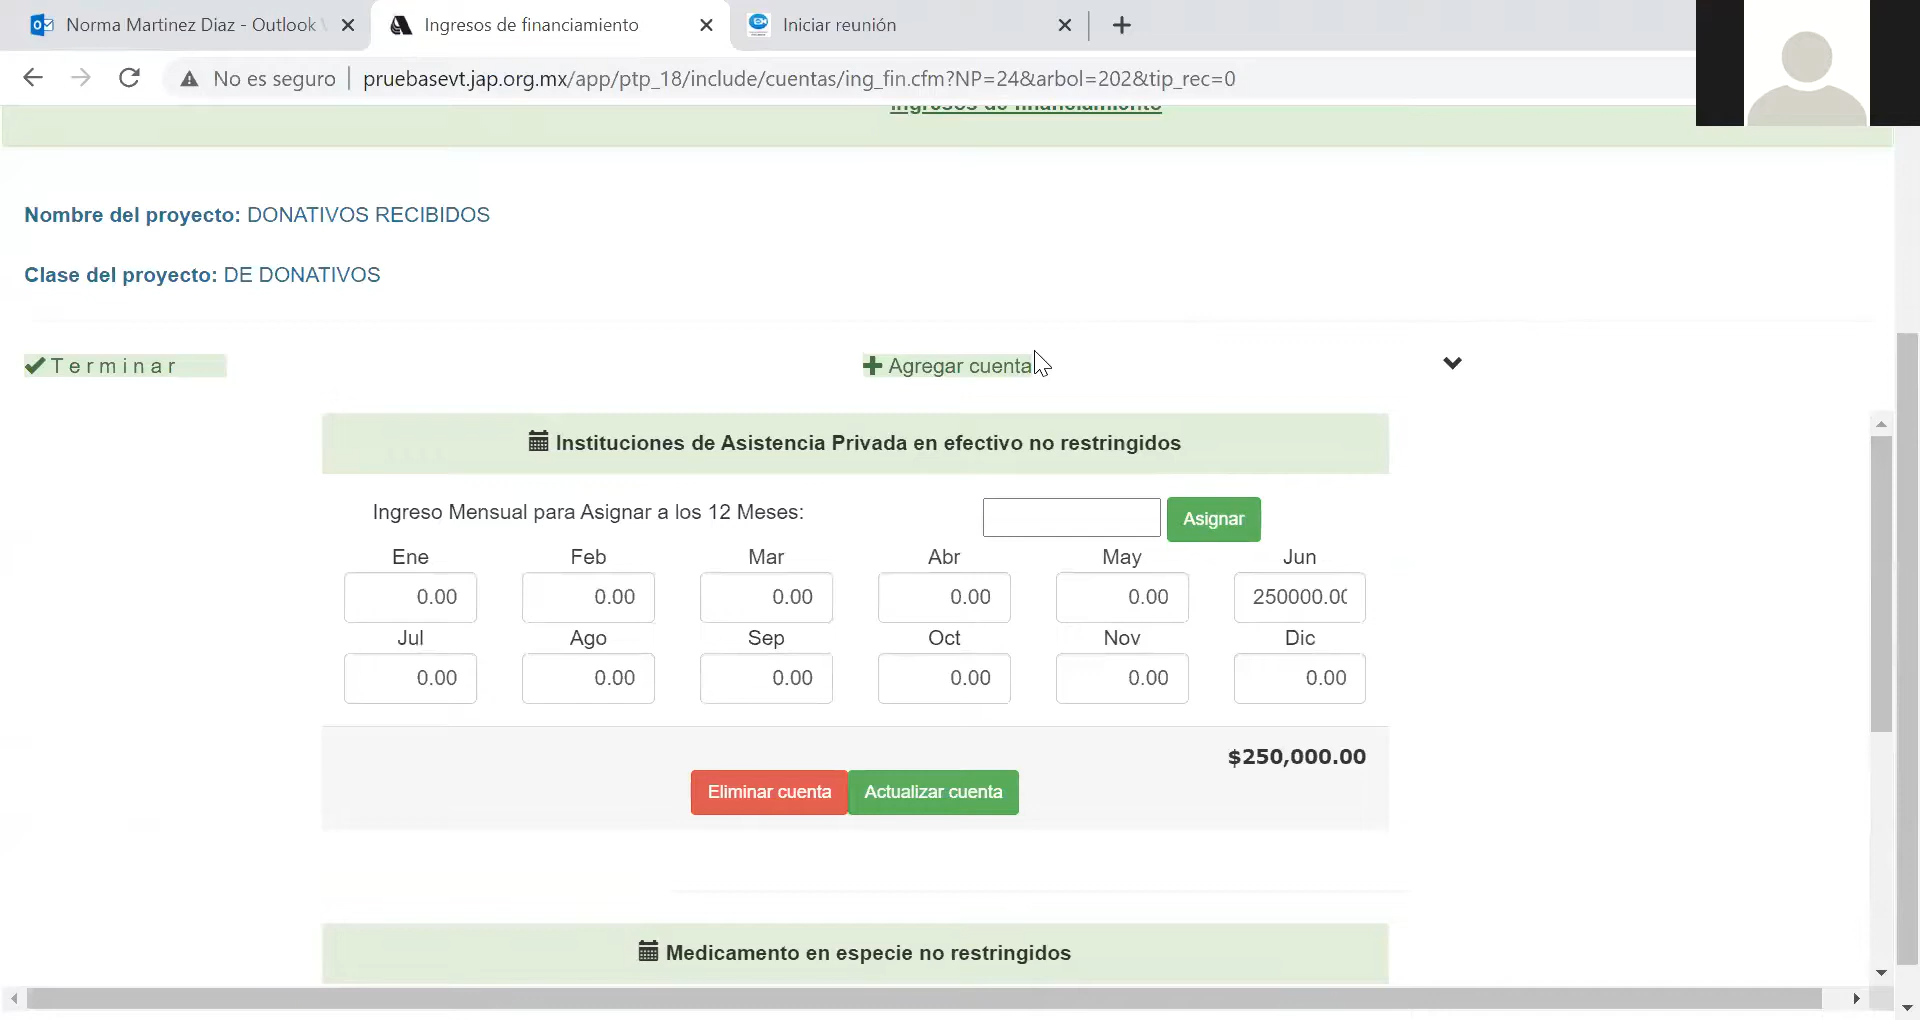 Norma Martinez Diaz - Outlook
Ingresos de financiamiento
Iniciar reunión
No es seguro | pruebasevt.jap.org.mx/app/ptp_18/include/cuentas/ing_fin.cfm?NP=24&arbol=202&tip_rec=0
Ingresos de financiamiento
Nombre del proyecto: DONATIVOS RECIBIDOS
Clase del proyecto: DE DONATIVOS
Terminar
Agregar cuenta
Instituciones de Asistencia Privada en efectivo no restringidos
Ingreso Mensual para Asignar a los 12 Meses:
Asignar
Ene Feb Mar Abr May Jun
0.00 0.00 0.00 0.00 0.00 250000.00
Jul Ago Sep Oct Nov Dic
0.00 0.00 0.00 0.00 0.00 0.00
$250,000.00
Eliminar cuenta Actualizar cuenta
Medicamento en especie no restringidos